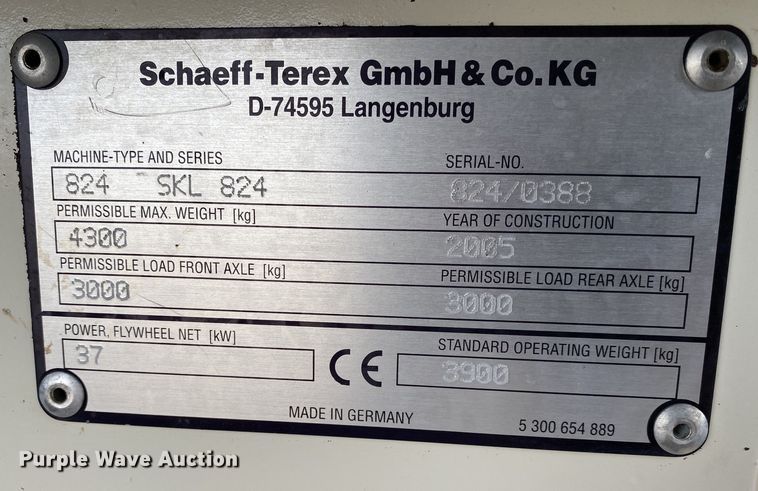 Schaeff-Terex GmbH & Co. KG
D-74595 Langenburg
MACHINE-TYPE AND SERIES SERIAL-NO.
824 SKL 824 824/0388
PERMISSIBLE MAX. WEIGHT [kg] YEAR OF CONSTRUCTION
4300 2005
PERMISSIBLE LOAD FRONT AXLE [kg] PERMISSIBLE LOAD REAR AXLE [kg]
3000 3000
POWER, FLYWHEEL NET [kW] STANDARD OPERATING WEIGHT [kg]
37 CE 3900
MADE IN GERMANY 5 300 654 889
Purple Wave Auction